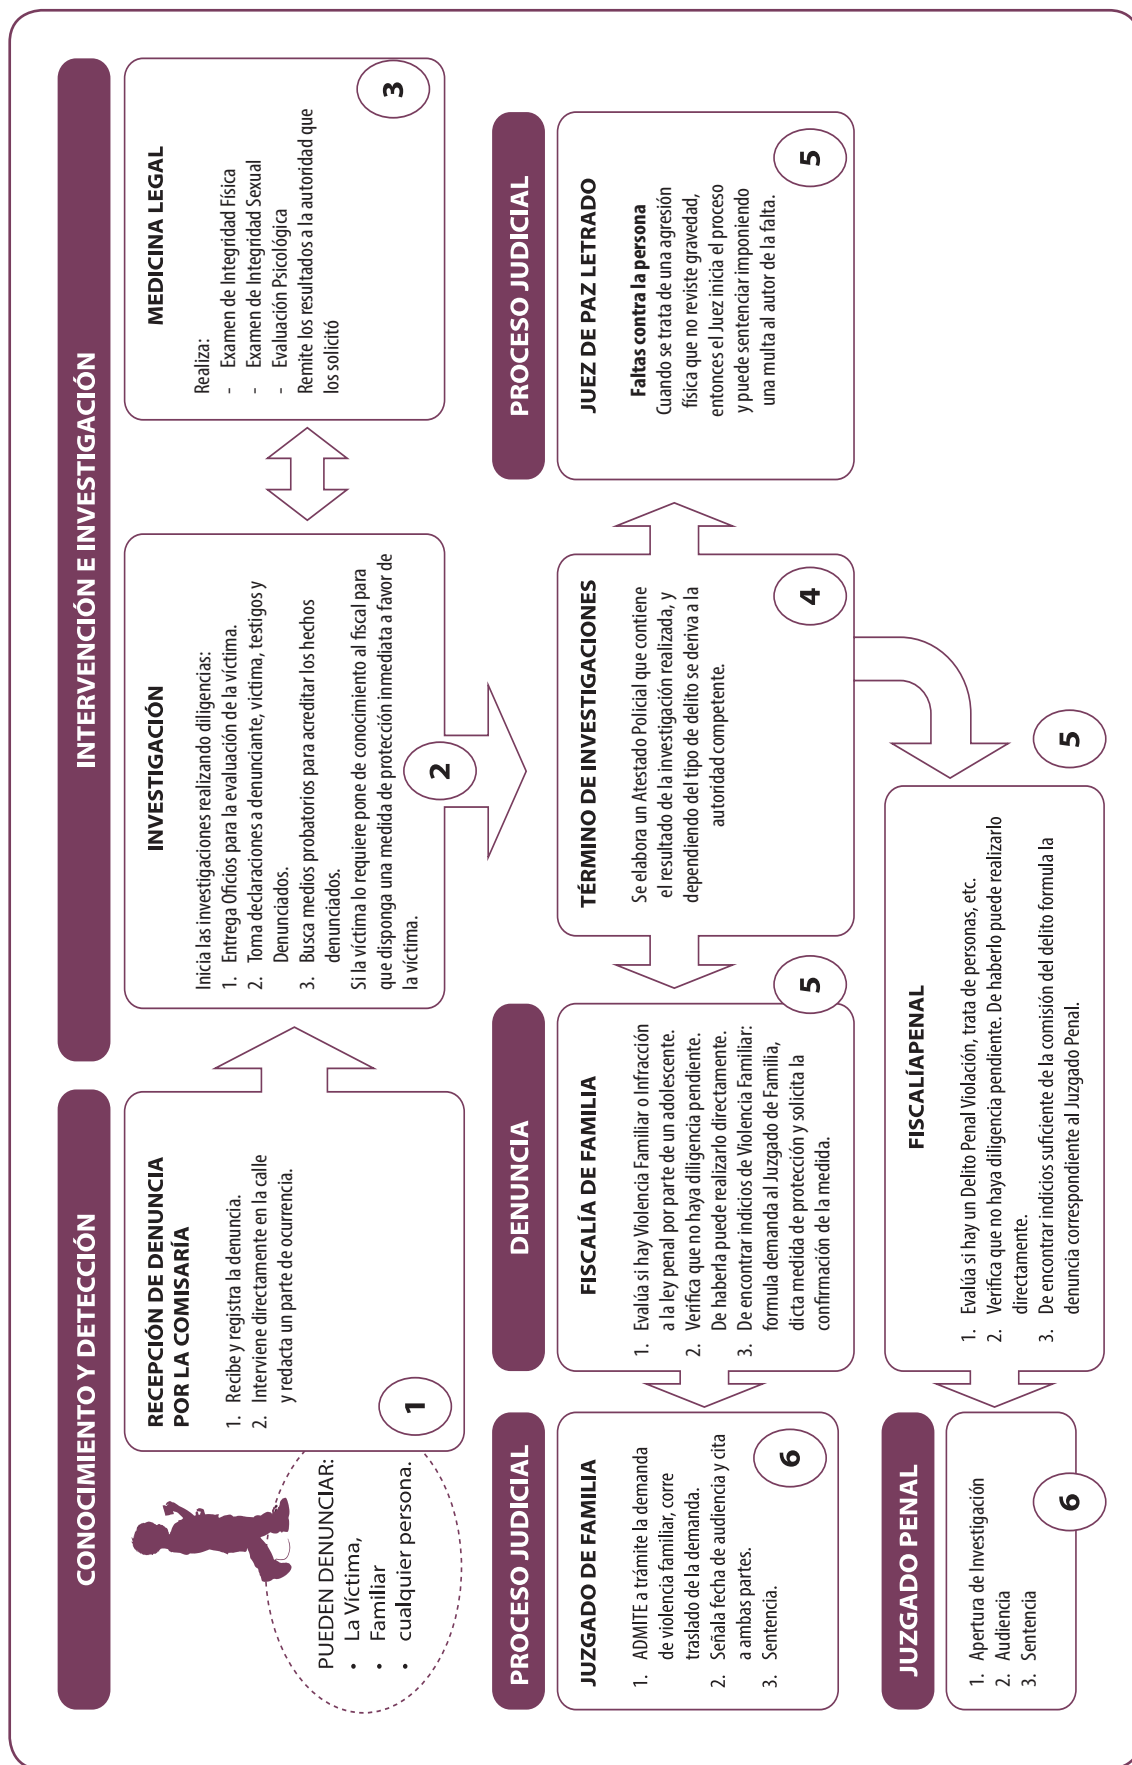 CONOCIMIENTO Y DETECCIÓN
PUEDEN DENUNCIAR:
• La Víctima,
• Familiar
• cualquier persona.
RECEPCIÓN DE DENUNCIA
POR LA COMISARÍA
1. Recibe y registra la denuncia.
2. Interviene directamente en la calle
y redacta un parte de ocurrencia.
1
INTERVENCIÓN E INVESTIGACIÓN
INVESTIGACIÓN
Inicia las investigaciones realizando diligencias:
1. Entrega Oficios para la evaluación de la víctima.
2. Toma declaraciones a denunciante, victima, testigos y
Denunciados.
3. Busca medios probatorios para acreditar los hechos
denunciados.
Si la víctima lo requiere pone de conocimiento al fiscal para
que disponga una medida de protección inmediata a favor de
la víctima.
2
MEDICINA LEGAL
Realiza:
- Examen de Integridad Física
- Examen de Integridad Sexual
- Evaluación Psicológica
Remite los resultados a la autoridad que
los solicitó
3
PROCESO JUDICIAL
JUZGADO DE FAMILIA
1. ADMITE a trámite la demanda
de violencia familiar, corre
traslado de la demanda.
2. Señala fecha de audiencia y cita
a ambas partes.
3. Sentencia.
6
DENUNCIA
FISCALÍA DE FAMILIA
1. Evalúa si hay Violencia Familiar o Infracción
a la ley penal por parte de un adolescente.
2. Verifica que no haya diligencia pendiente.
De haberla puede realizarlo directamente.
3. De encontrar indicios de Violencia Familiar:
formula demanda al Juzgado de Familia,
dicta medida de protección y solicita la
confirmación de la medida.
5
TÉRMINO DE INVESTIGACIONES
Se elabora un Atestado Policial que contiene
el resultado de la investigación realizada, y
dependiendo del tipo de delito se deriva a la
autoridad competente.
4
PROCESO JUDICIAL
JUEZ DE PAZ LETRADO
Faltas contra la persona
Cuando se trata de una agresión
física que no reviste gravedad,
entonces el Juez inicia el proceso
y puede sentenciar imponiendo
una multa al autor de la falta.
5
JUZGADO PENAL
1. Apertura de Investigación
2. Audiencia
3. Sentencia
6
FISCALÍAPENAL
1. Evalúa si hay un Delito Penal Violación, trata de personas, etc.
2. Verifica que no haya diligencia pendiente. De haberlo puede realizarlo
directamente.
3. De encontrar indicios suficiente de la comisión del delito formula la
denuncia correspondiente al Juzgado Penal.
5